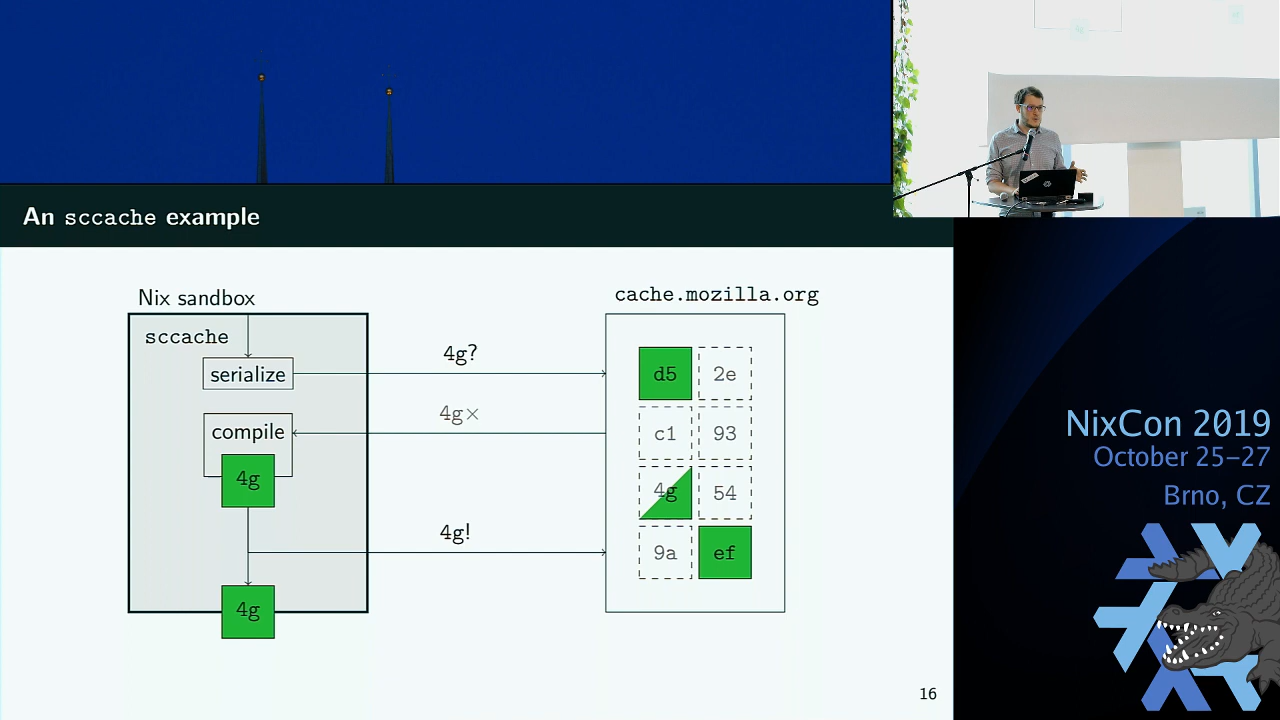 An sccache example
Nix sandbox
cache.mozilla.org
sccache
serialize
4g?
d5
2e
compile
4g×
c1
93
4g
4g
54
4g!
9a
ef
4g
16
NixCon 2019
October 25–27
Brno, CZ